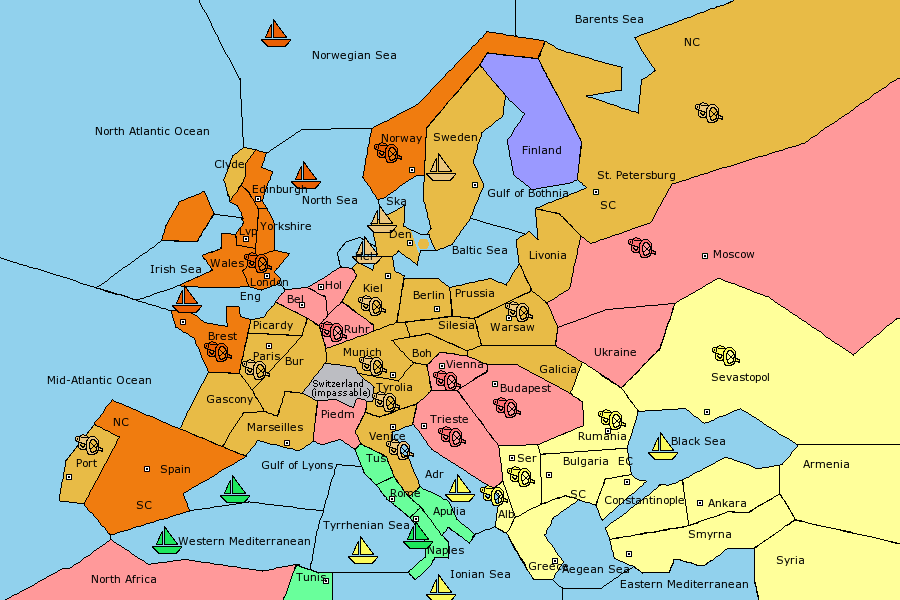 Barents Sea
NC
Norwegian Sea
North Atlantic Ocean
Norway
Sweden
Finland
Clyde
Edinburgh
North Sea
Ska
Gulf of Bothnia
St. Petersburg
SC
Yorkshire
Lvp
Den
Baltic Sea
Livonia
Moscow
Irish Sea
Wales
London
Hel
Eng
Bel
Hol
Kiel
Berlin
Prussia
Picardy
Ruhr
Silesia
Warsaw
Brest
Paris
Bur
Munich
Boh
Galicia
Ukraine
Mid-Atlantic Ocean
Switzerland
(impassable)
Tyrolia
Vienna
Budapest
Sevastopol
Gascony
Piedm
Trieste
NC
Marseilles
Venice
Rumania
Black Sea
Port
Spain
Gulf of Lyons
Tus
Adr
Ser
Bulgaria
EC
Armenia
SC
Rome
Apulia
Alb
SC
Constantinople
Ankara
Tyrrhenian Sea
Western Mediterranean
Naples
Smyrna
North Africa
Tunis
Ionian Sea
Greece
Aegean Sea
Eastern Mediterranean
Syria